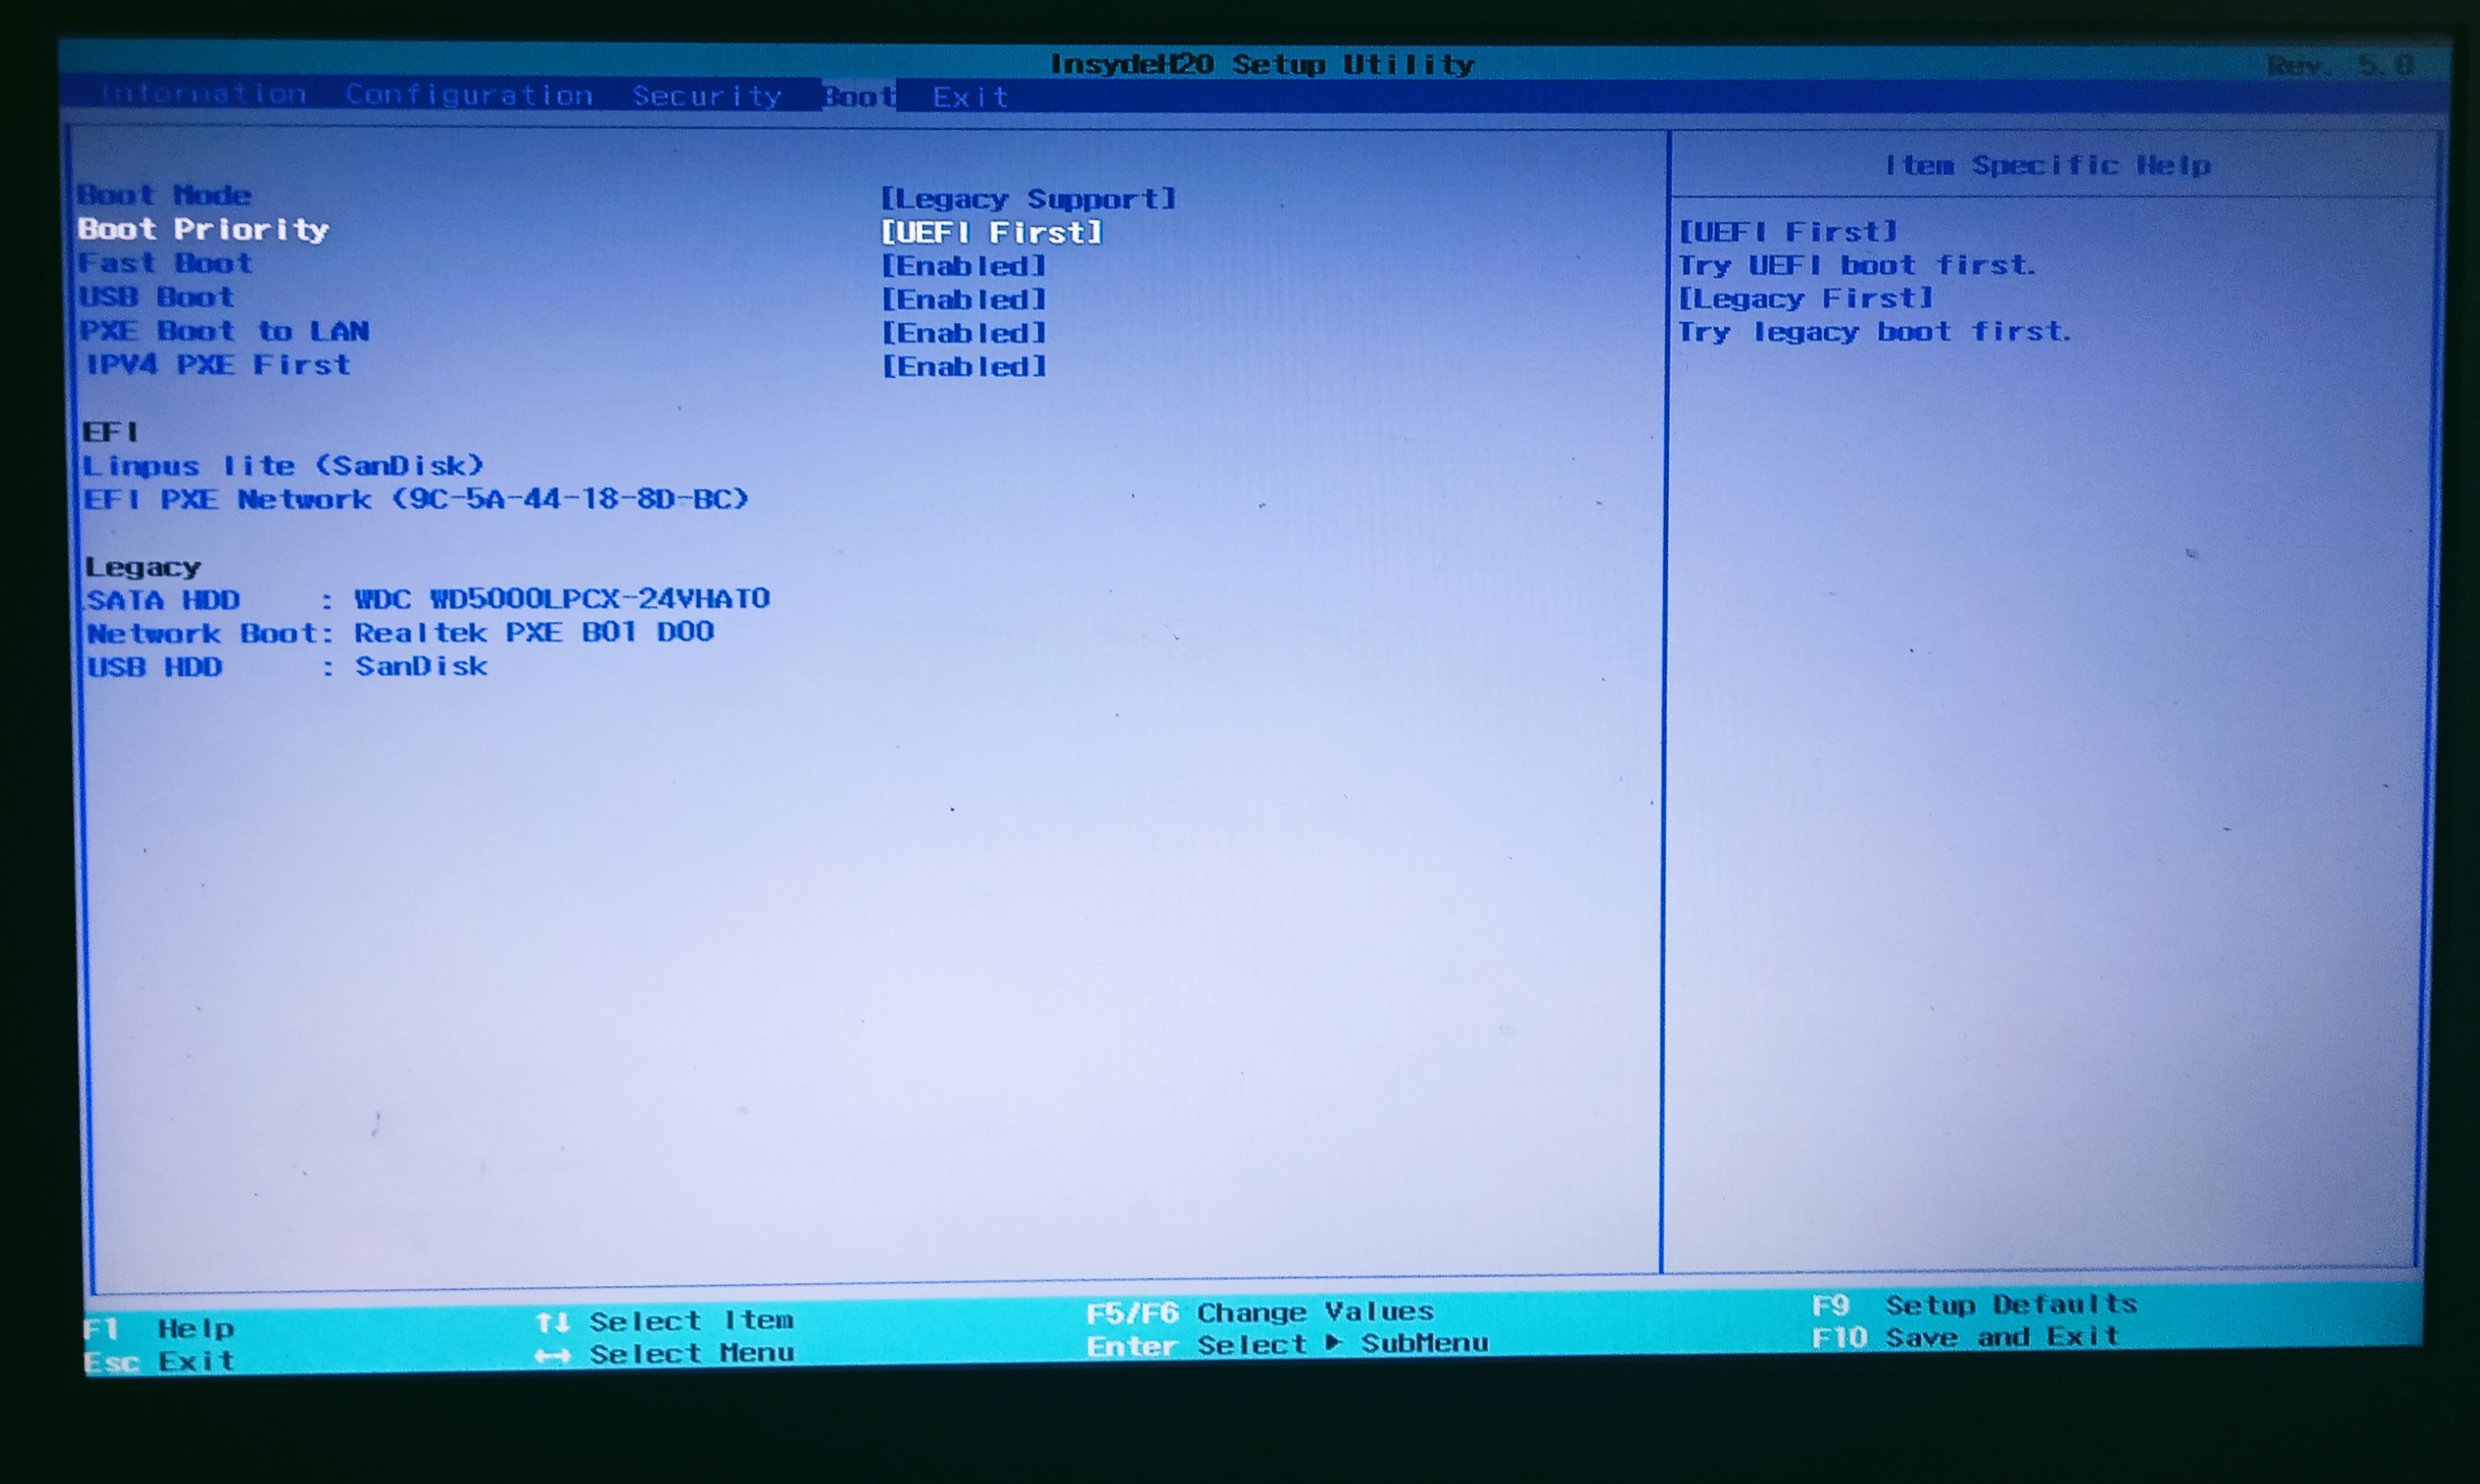 InsydeH20 Setup Utility Rev. 5.0
Information Configuration Security Boot Exit
Item Specific Help
Boot Mode [Legacy Support]
Boot Priority [UEFI First]
Fast Boot [Enabled]
USB Boot [Enabled]
PXE Boot to LAN [Enabled]
IPV4 PXE First [Enabled]
EFI
Linpus lite (SanDisk)
EFI PXE Network (9C-5A-44-18-8D-BC)
Legacy
SATA HDD : WDC WD5000LPCX-24VHAT0
Network Boot: Realtek PXE B01 D00
USB HDD : SanDisk
[UEFI First]
Try UEFI boot first.
[Legacy First]
Try legacy boot first.
F1 Help ↑↓ Select Item F5/F6 Change Values F9 Setup Defaults
Esc Exit ↔ Select Menu Enter Select ▶ SubMenu F10 Save and Exit